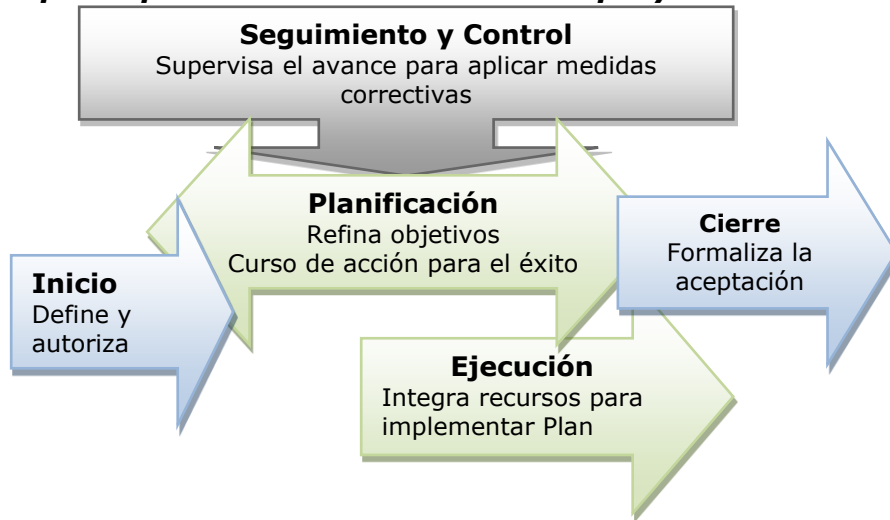 Seguimiento y Control
Supervisa el avance para aplicar medidas
correctivas
Planificación
Refina objetivos
Curso de acción para el éxito
Inicio
Define y
autoriza
Cierre
Formaliza la
aceptación
Ejecución
Integra recursos para
implementar Plan